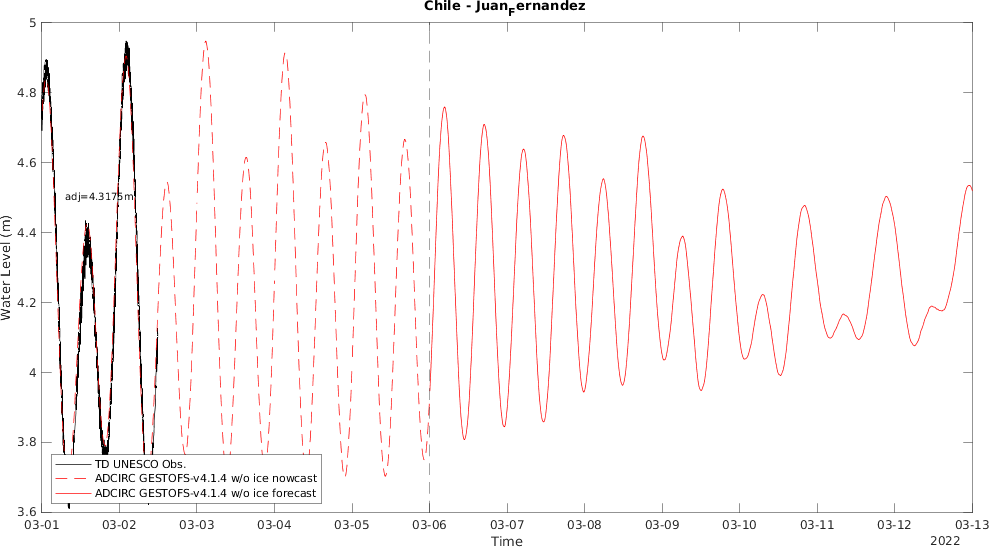 Chile - Juan_Fernandez
Water Level (m)
5
4.8
4.6
4.4
4.2
4
3.8
3.6
adj=4.3175m
TD UNESCO Obs.
ADCIRC GESTOFS-v4.1.4 w/o ice nowcast
ADCIRC GESTOFS-v4.1.4 w/o ice forecast
03-01 03-02 03-03 03-04 03-05 03-06 03-07 03-08 03-09 03-10 03-11 03-12 03-13
Time
2022